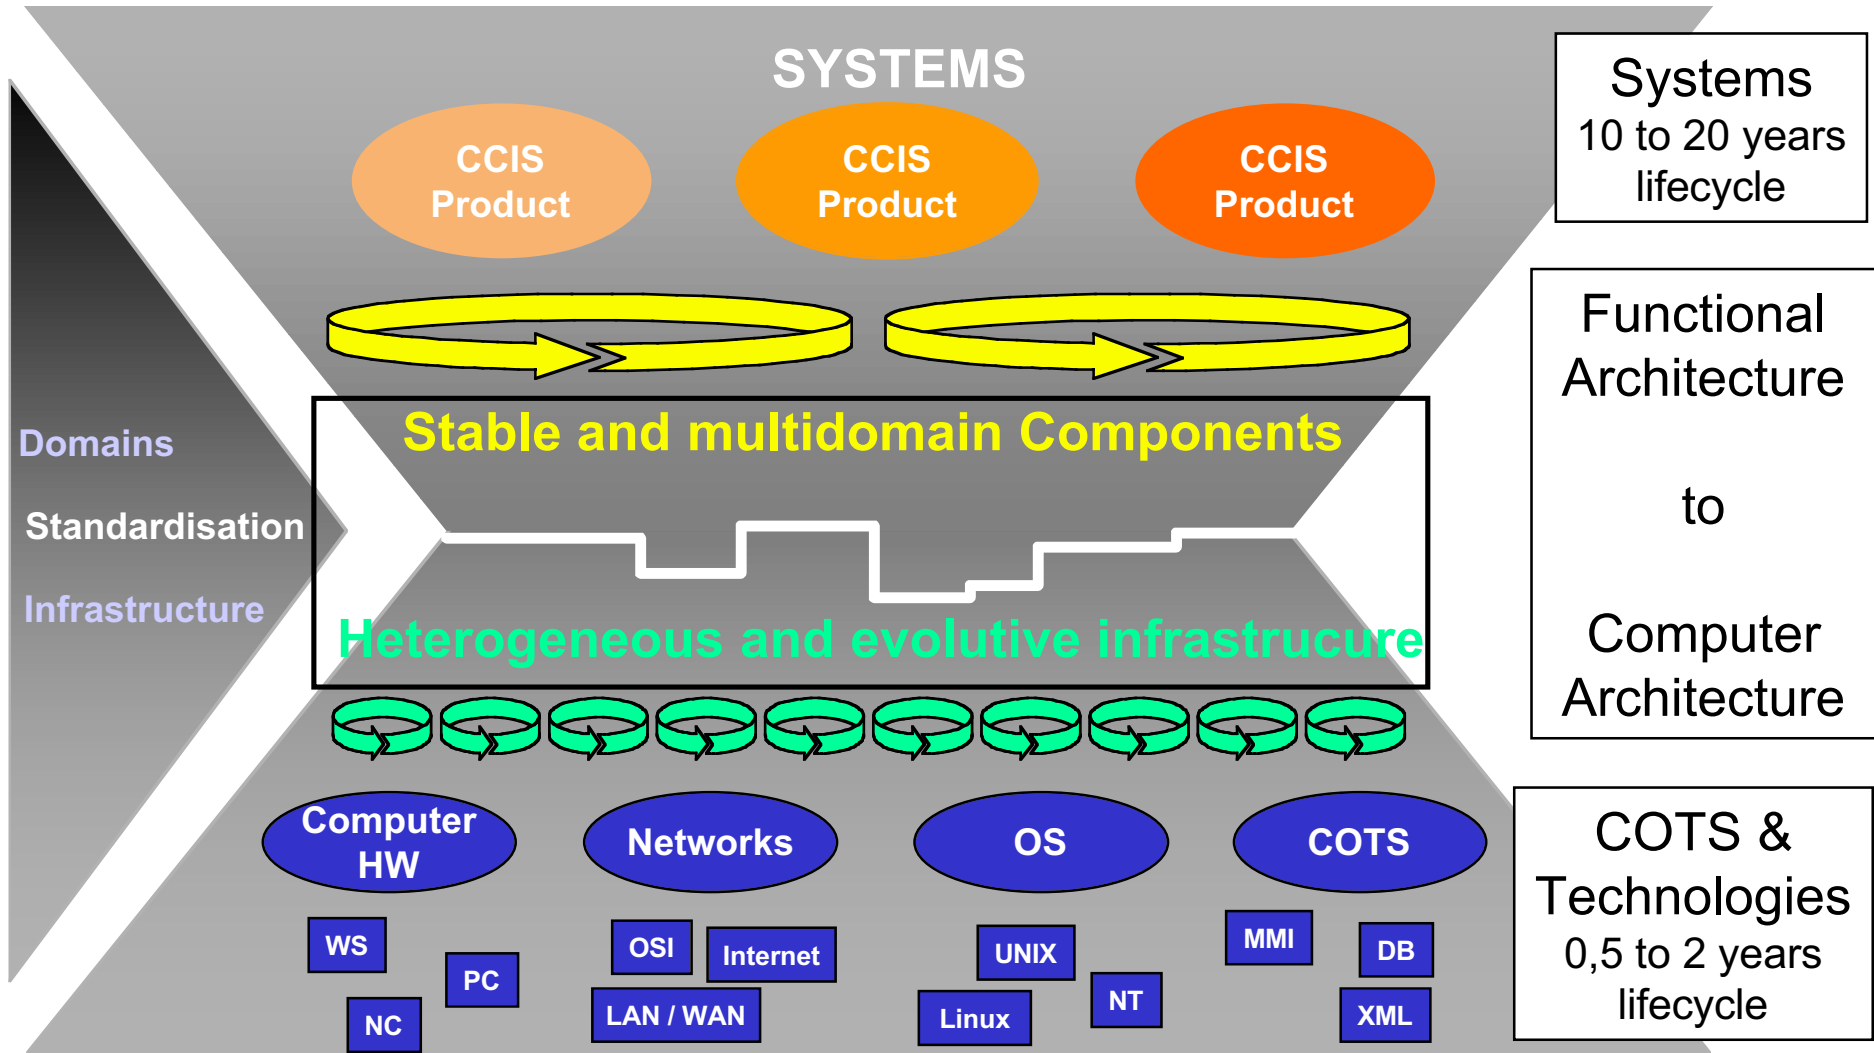 SYSTEMS
CCIS
Product
CCIS
Product
CCIS
Product
Systems
10 to 20 years
lifecycle
Functional
Architecture
to
Computer
Architecture
Stable and multidomain Components
Domains
Standardisation
Infrastructure
Heterogeneous and evolutive infrastrucure
Computer
HW
Networks
OS
COTS
WS
PC
NC
OSI
Internet
LAN / WAN
UNIX
NT
Linux
MMI
DB
XML
COTS &
Technologies
0,5 to 2 years
lifecycle